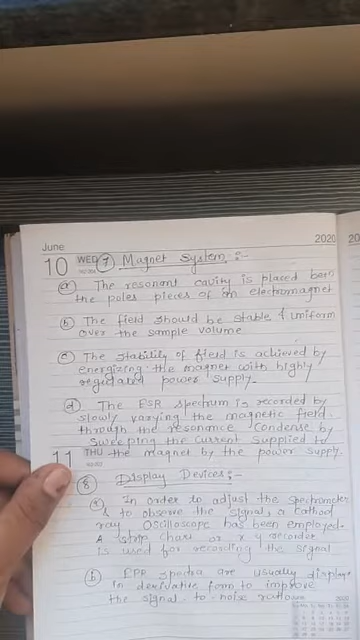 June 2020
10 WED ⑦ Magnet System :-
ⓐ The resonant cavity is placed betn
the poles pieces of an electromagnet
ⓑ The field should be stable & uniform
over the sample volume
ⓒ The stability of field is achieved by
energizing the magnet with highly
regulated power supply.
ⓓ The ESR spectrum is recorded by
slowly varying the magnetic field
through the resonance condense by
sweeping the current supplied to
11 THU the magnet by the power supply.
⑧ Display Devices:-
ⓐ In order to adjust the spectrometer
& to observe the signal, a cathod
ray Oscilloscope has been employed.
A strip chart or x y recorder
is used for recording the signal
ⓑ EPR spectra are usually display
in derivative form to improve
the signal - to - noise
2020